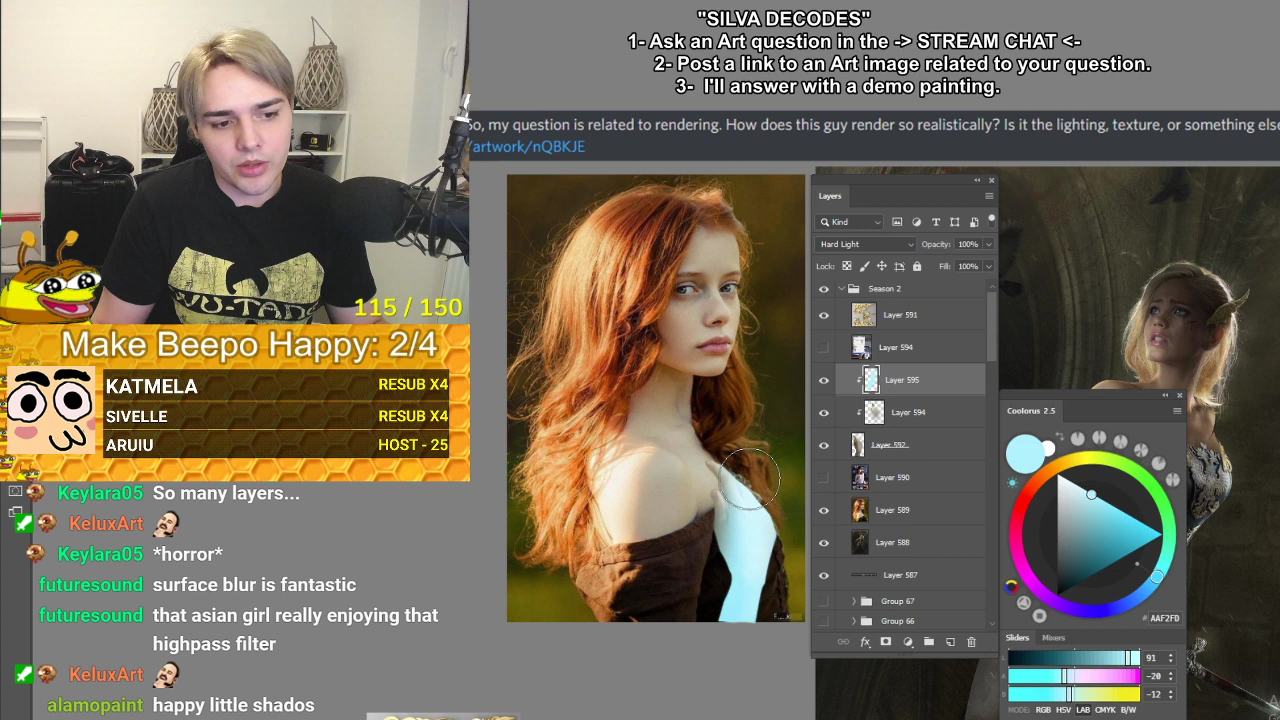 "SILVA DECODES"
1- Ask an Art question in the -> STREAM CHAT <-
2- Post a link to an Art image related to your question.
3- I'll answer with a demo painting.
so, my question is related to rendering. How does this guy render so realistically? Is it the lighting, texture, or something else
/artwork/nQBKJE
WU-TANG
115 / 150
Make Beepo Happy: 2/4
KATMELA RESUB X4
SIVELLE RESUB X4
ARUIU HOST - 25
Keylara05 So many layers...
KeluxArt
Keylara05 *horror*
futuresound surface blur is fantastic
futuresound that asian girl really enjoying that
highpass filter
KeluxArt
alamopaint happy little shados
Layers
Kind
Hard Light Opacity: 100%
Lock: Fill: 100%
Season 2
Layer 591
Layer 594
Layer 595
Layer 594
Layer 592
Layer 590
Layer 589
Layer 588
Layer 587
Group 67
Group 66
fx
Coolorus 2.5
# AAF2FD
Sliders Mixers
L 91
A -20
B -12
MODE: RGB HSV LAB CMYK B/W